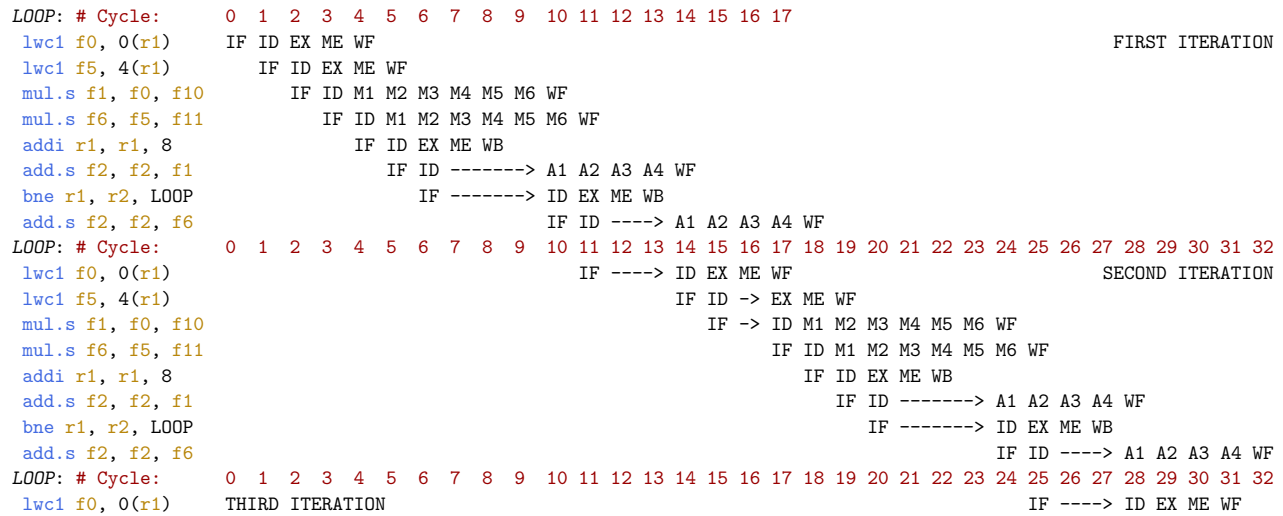 LOOP: # Cycle: 0 1 2 3 4 5 6 7 8 9 10 11 12 13 14 15 16 17
lwc1 f0, 0(r1) IF ID EX ME WF FIRST ITERATION
lwc1 f5, 4(r1) IF ID EX ME WF
mul.s f1, f0, f10 IF ID M1 M2 M3 M4 M5 M6 WF
mul.s f6, f5, f11 IF ID M1 M2 M3 M4 M5 M6 WF
addi r1, r1, 8 IF ID EX ME WB
add.s f2, f2, f1 IF ID -------> A1 A2 A3 A4 WF
bne r1, r2, LOOP IF -------> ID EX ME WB
add.s f2, f2, f6 IF ID ----> A1 A2 A3 A4 WF
LOOP: # Cycle: 0 1 2 3 4 5 6 7 8 9 10 11 12 13 14 15 16 17 18 19 20 21 22 23 24 25 26 27 28 29 30 31 32
lwc1 f0, 0(r1) IF ----> ID EX ME WF SECOND ITERATION
lwc1 f5, 4(r1) IF ID -> EX ME WF
mul.s f1, f0, f10 IF -> ID M1 M2 M3 M4 M5 M6 WF
mul.s f6, f5, f11 IF ID M1 M2 M3 M4 M5 M6 WF
addi r1, r1, 8 IF ID EX ME WB
add.s f2, f2, f1 IF ID -------> A1 A2 A3 A4 WF
bne r1, r2, LOOP IF -------> ID EX ME WB
add.s f2, f2, f6 IF ID ----> A1 A2 A3 A4 WF
LOOP: # Cycle: 0 1 2 3 4 5 6 7 8 9 10 11 12 13 14 15 16 17 18 19 20 21 22 23 24 25 26 27 28 29 30 31 32
lwc1 f0, 0(r1) THIRD ITERATION IF ----> ID EX ME WF